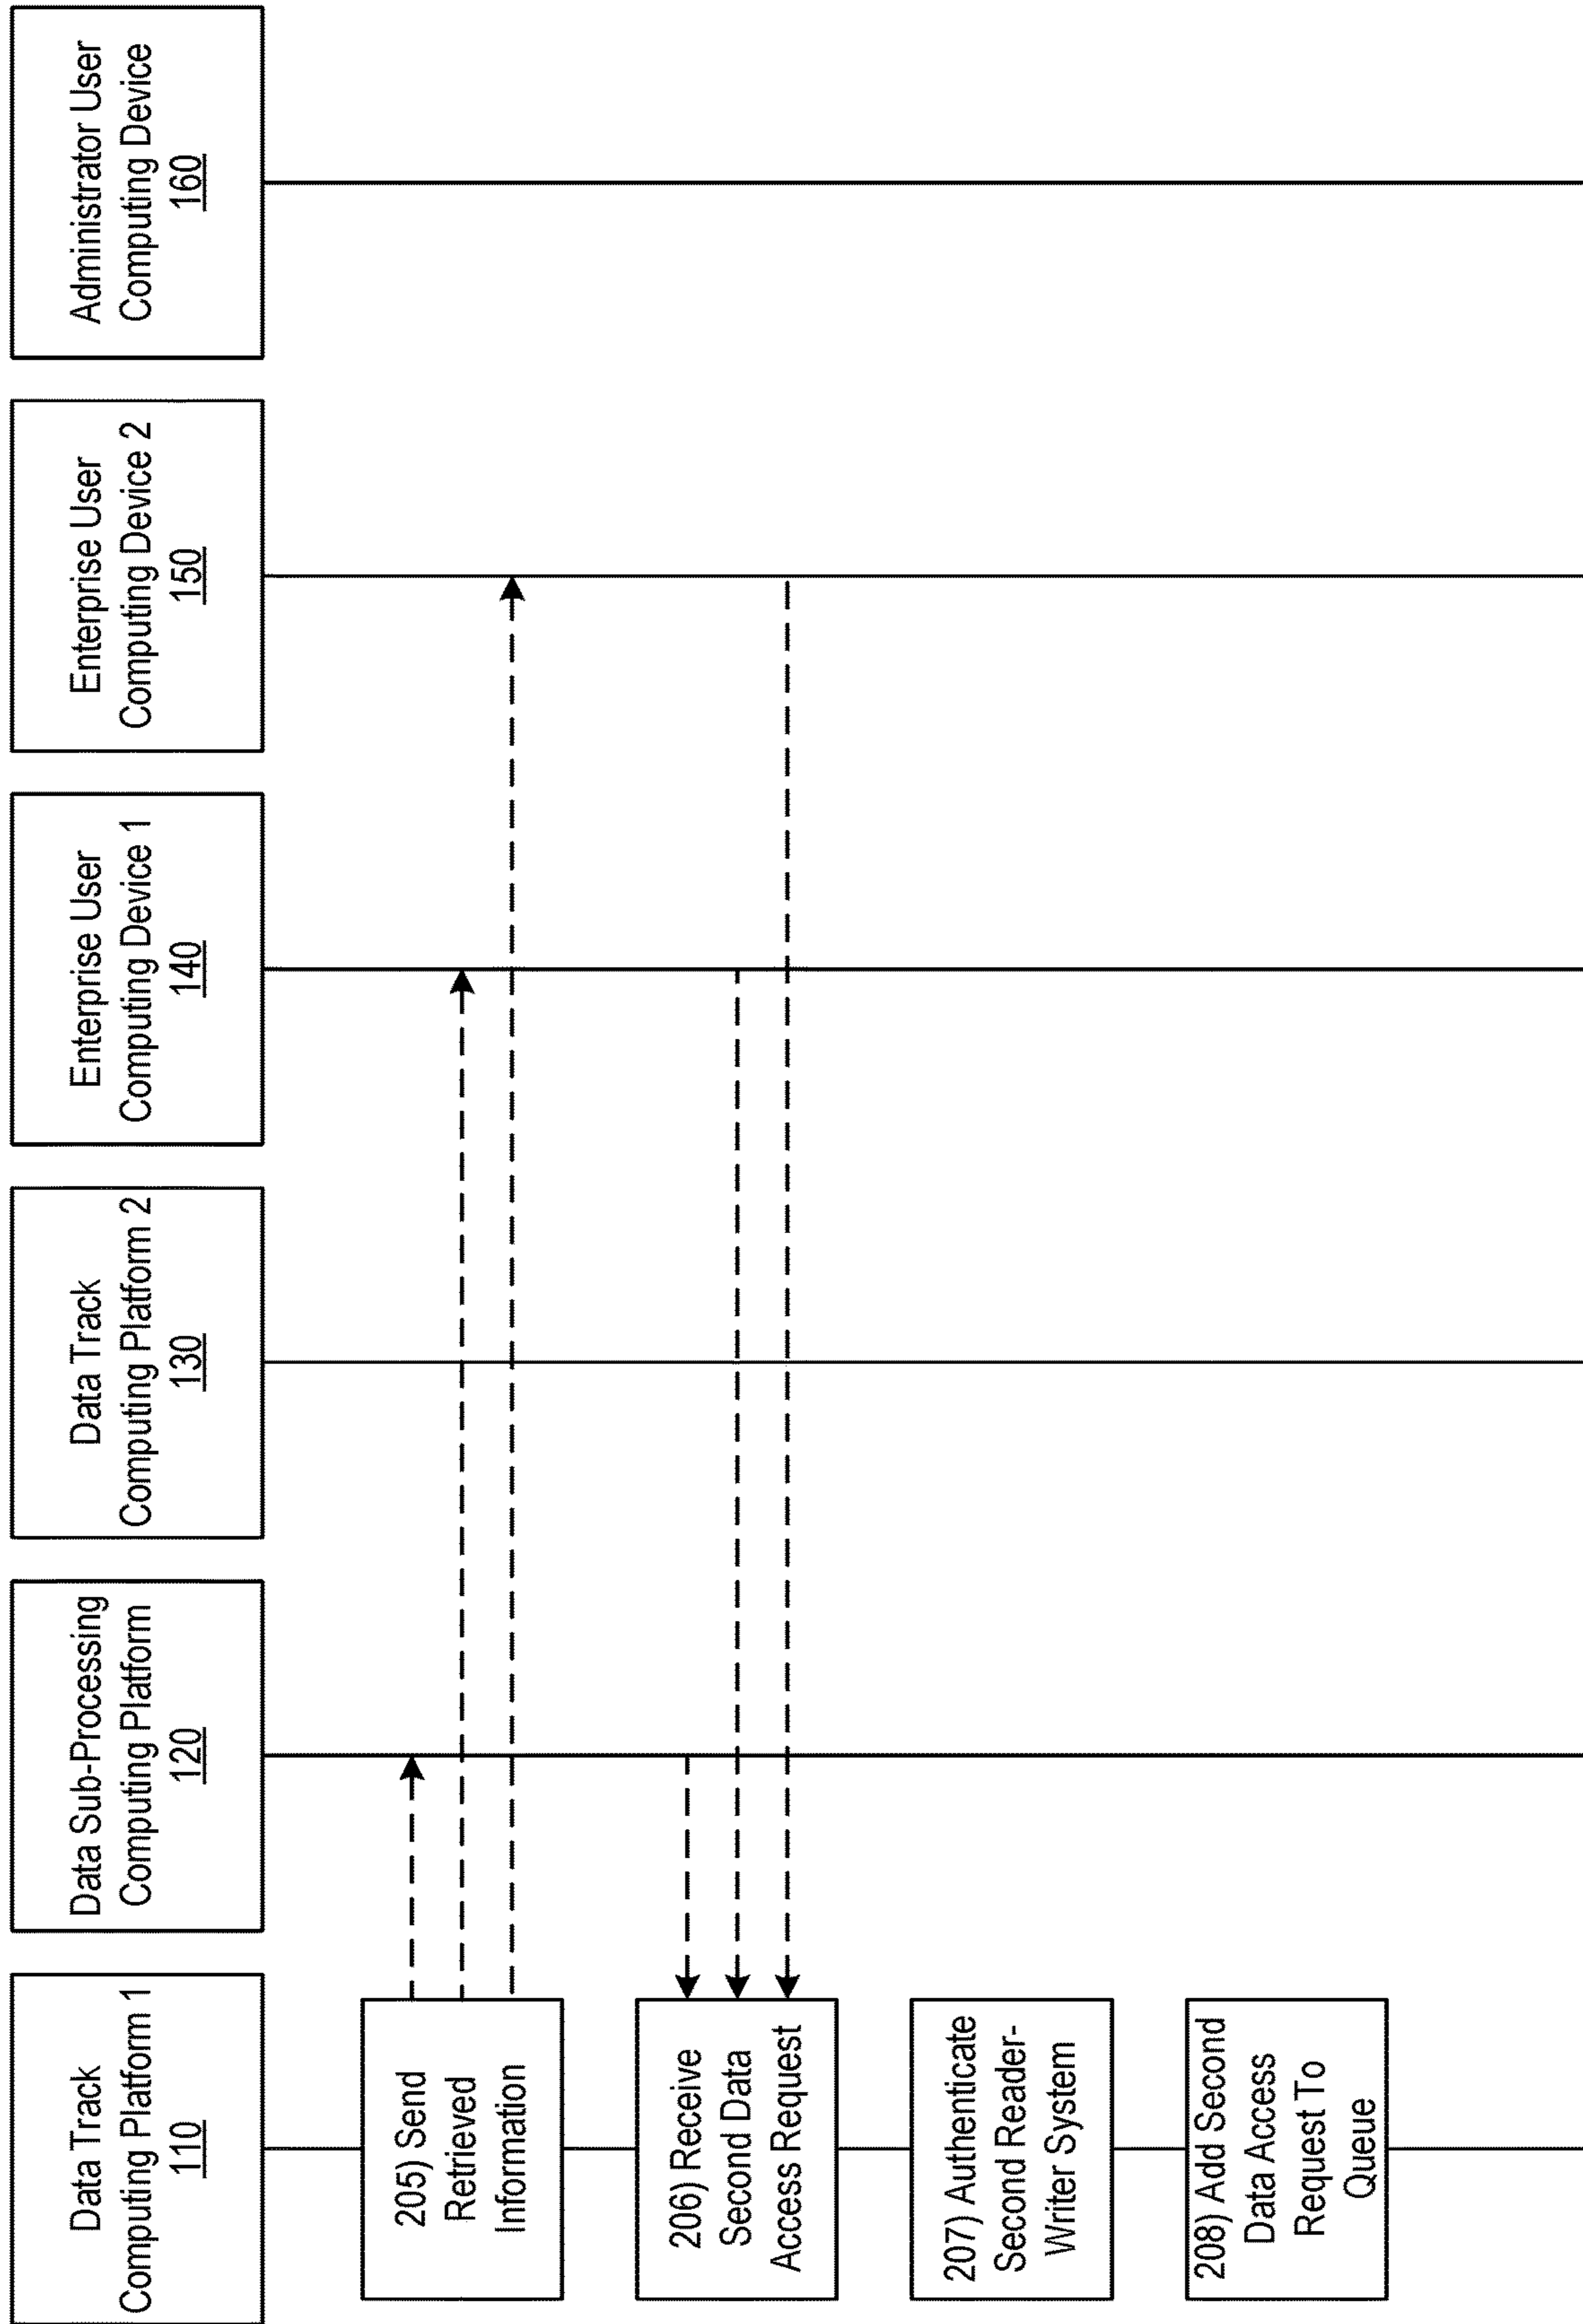 Data Track
Computing Platform 1
110
Data Sub-Processing
Computing Platform
120
Data Track
Computing Platform 2
130
Enterprise User
Computing Device 1
140
Enterprise User
Computing Device 2
150
Administrator User
Computing Device
160
205) Send
Retrieved
Information
206) Receive
Second Data
Access Request
207) Authenticate
Second Reader-
Writer System
208) Add Second
Data Access
Request To
Queue